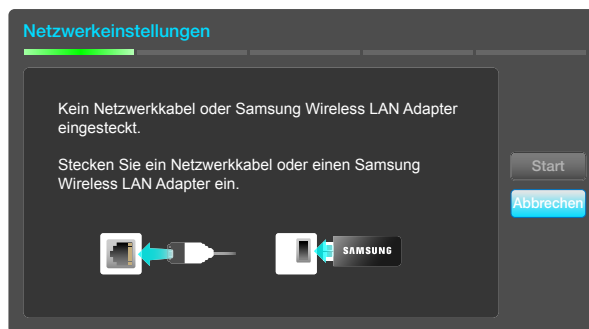 Netzwerkeinstellungen
Kein Netzwerkkabel oder Samsung Wireless LAN Adapter
eingesteckt.
Stecken Sie ein Netzwerkkabel oder einen Samsung
Wireless LAN Adapter ein.
Start
Abbrechen
SAMSUNG